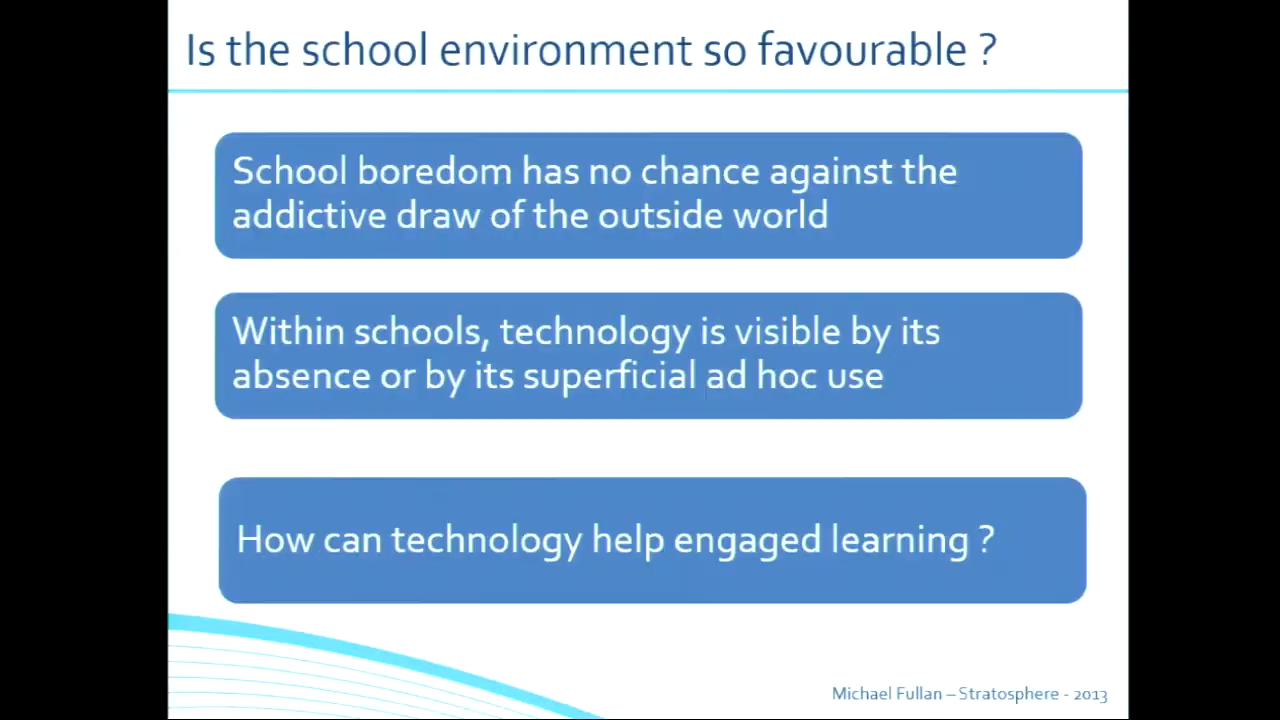 Is the school environment so favourable ?
School boredom has no chance against the
addictive draw of the outside world
Within schools, technology is visible by its
absence or by its superficial ad hoc use
How can technology help engaged learning ?
Michael Fullan – Stratosphere - 2013